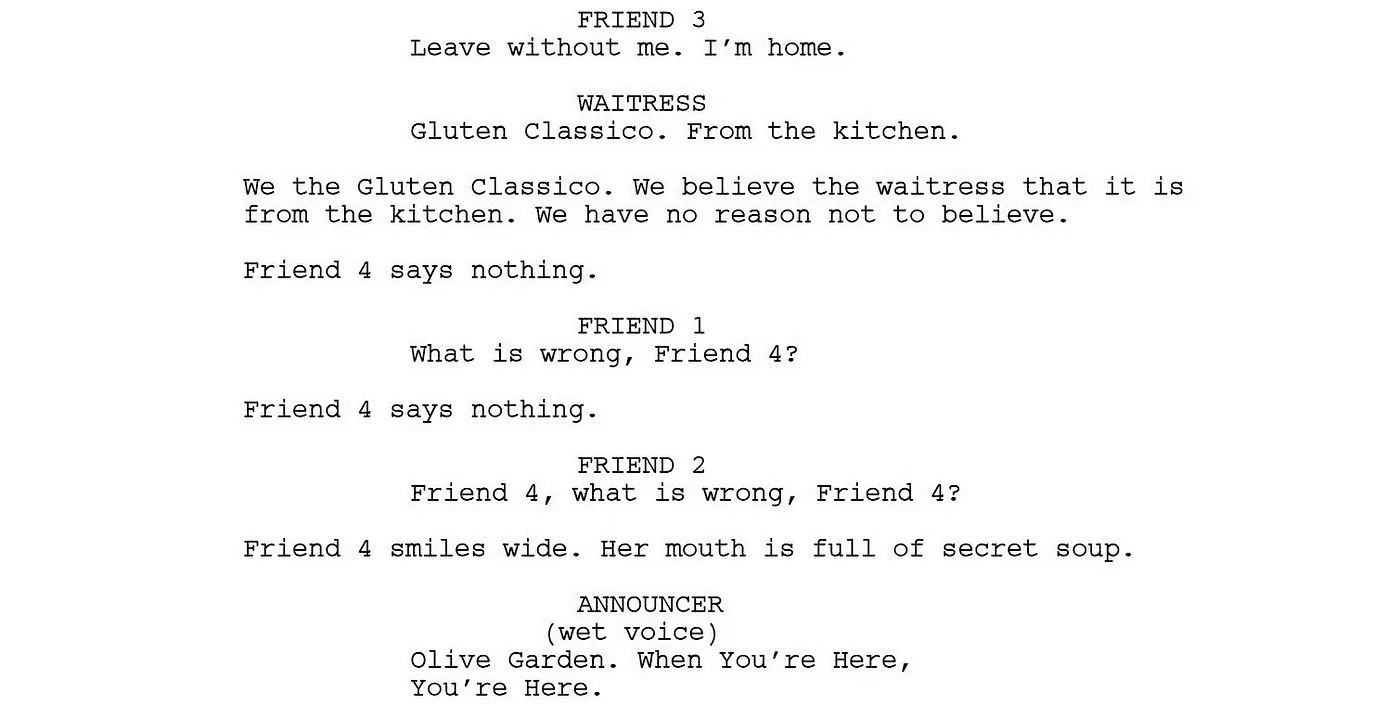 FRIEND 3
Leave without me. I’m home.
WAITRESS
Gluten Classico. From the kitchen.
We the Gluten Classico. We believe the waitress that it is
from the kitchen. We have no reason not to believe.
Friend 4 says nothing.
FRIEND 1
What is wrong, Friend 4?
Friend 4 says nothing.
FRIEND 2
Friend 4, what is wrong, Friend 4?
Friend 4 smiles wide. Her mouth is full of secret soup.
ANNOUNCER
(wet voice)
Olive Garden. When You’re Here,
You’re Here.